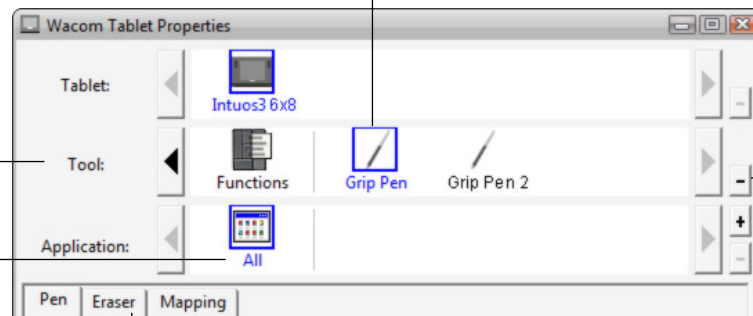 Wacom Tablet Properties
Tablet:
Intuos3 6x8
Tool:
Functions Grip Pen Grip Pen 2
Application:
All
Pen Eraser Mapping